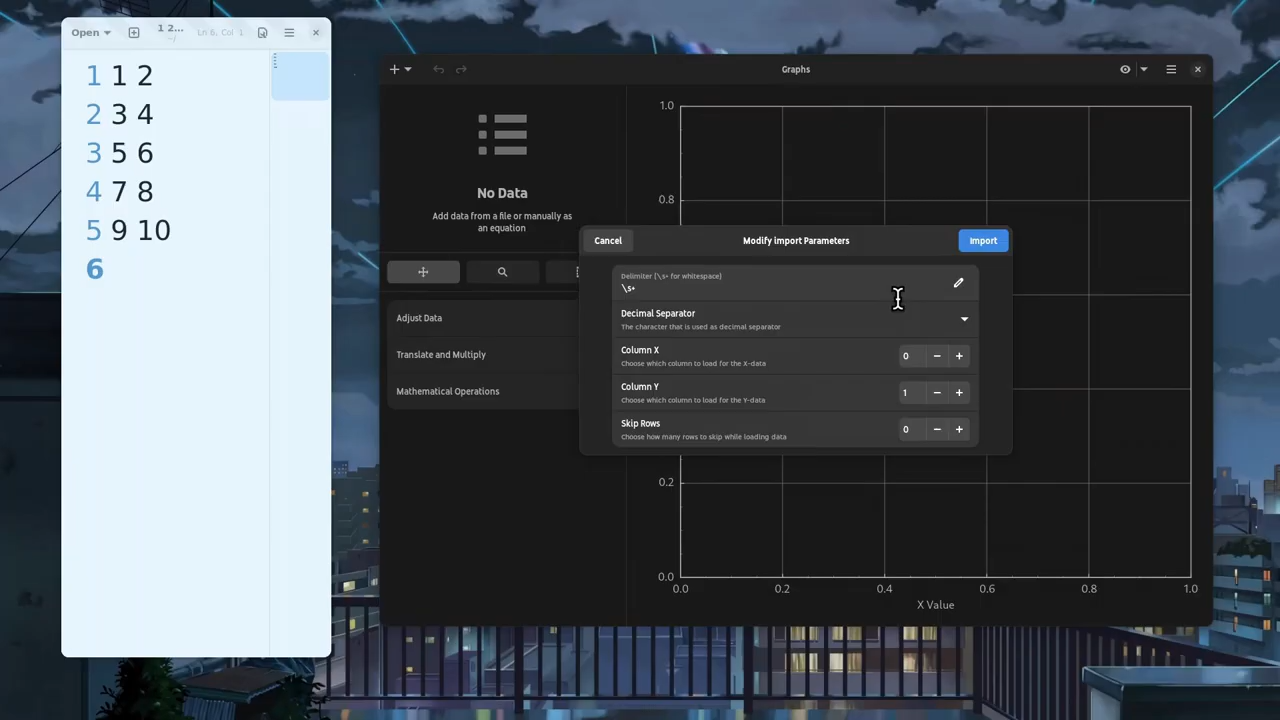 Open
1 2...
~/
Ln 6, Col 1
1 1 2
2 3 4
3 5 6
4 7 8
5 9 10
6
Graphs
No Data
Add data from a file or manually as
an equation
Adjust Data
Translate and Multiply
Mathematical Operations
1.0
0.8
0.2
0.0
0.0 0.2 0.4 0.6 0.8 1.0
X Value
Cancel
Modify Import Parameters
Import
Delimiter (\s+ for whitespace)
\s+
Decimal Separator
The character that is used as decimal separator
Column X
Choose which column to load for the X-data
0
Column Y
Choose which column to load for the Y-data
1
Skip Rows
Choose how many rows to skip while loading data
0